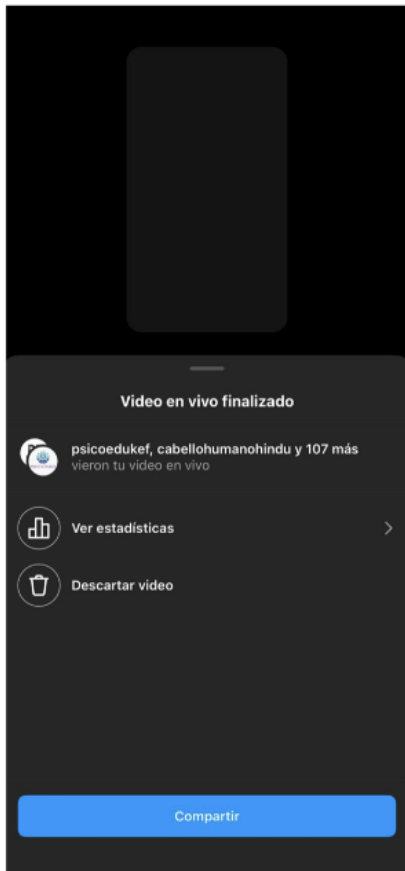 Video en vivo finalizado
psicoedukef, cabellohumanohindu y 107 más
vieron tu video en vivo
Ver estadísticas
Descartar video
Compartir